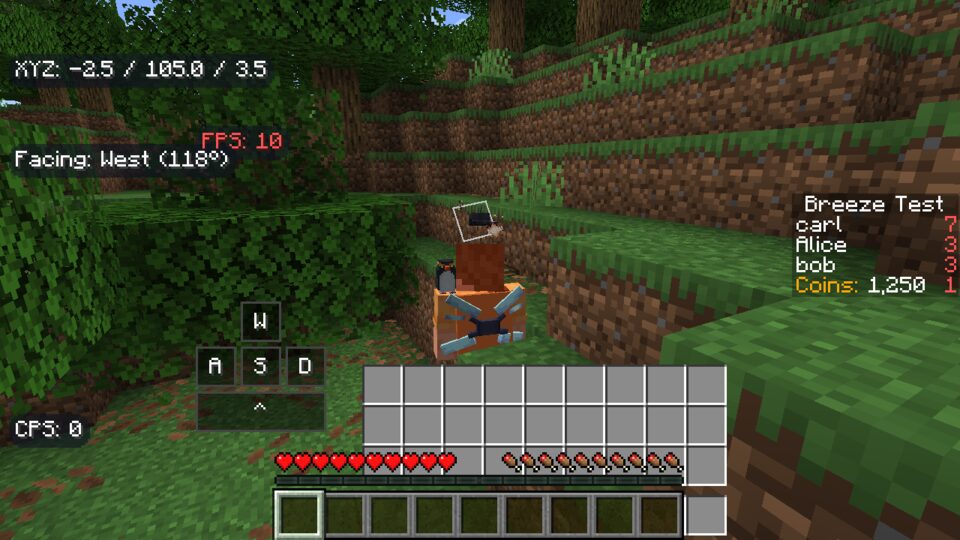 XYZ: -2.5 / 105.0 / 3.5
FPS: 10
Facing: West (118º)
Breeze Test
carl 7
Alice 3
bob 3
Coins: 1,250 1
W
A S D
^
CPS: 0